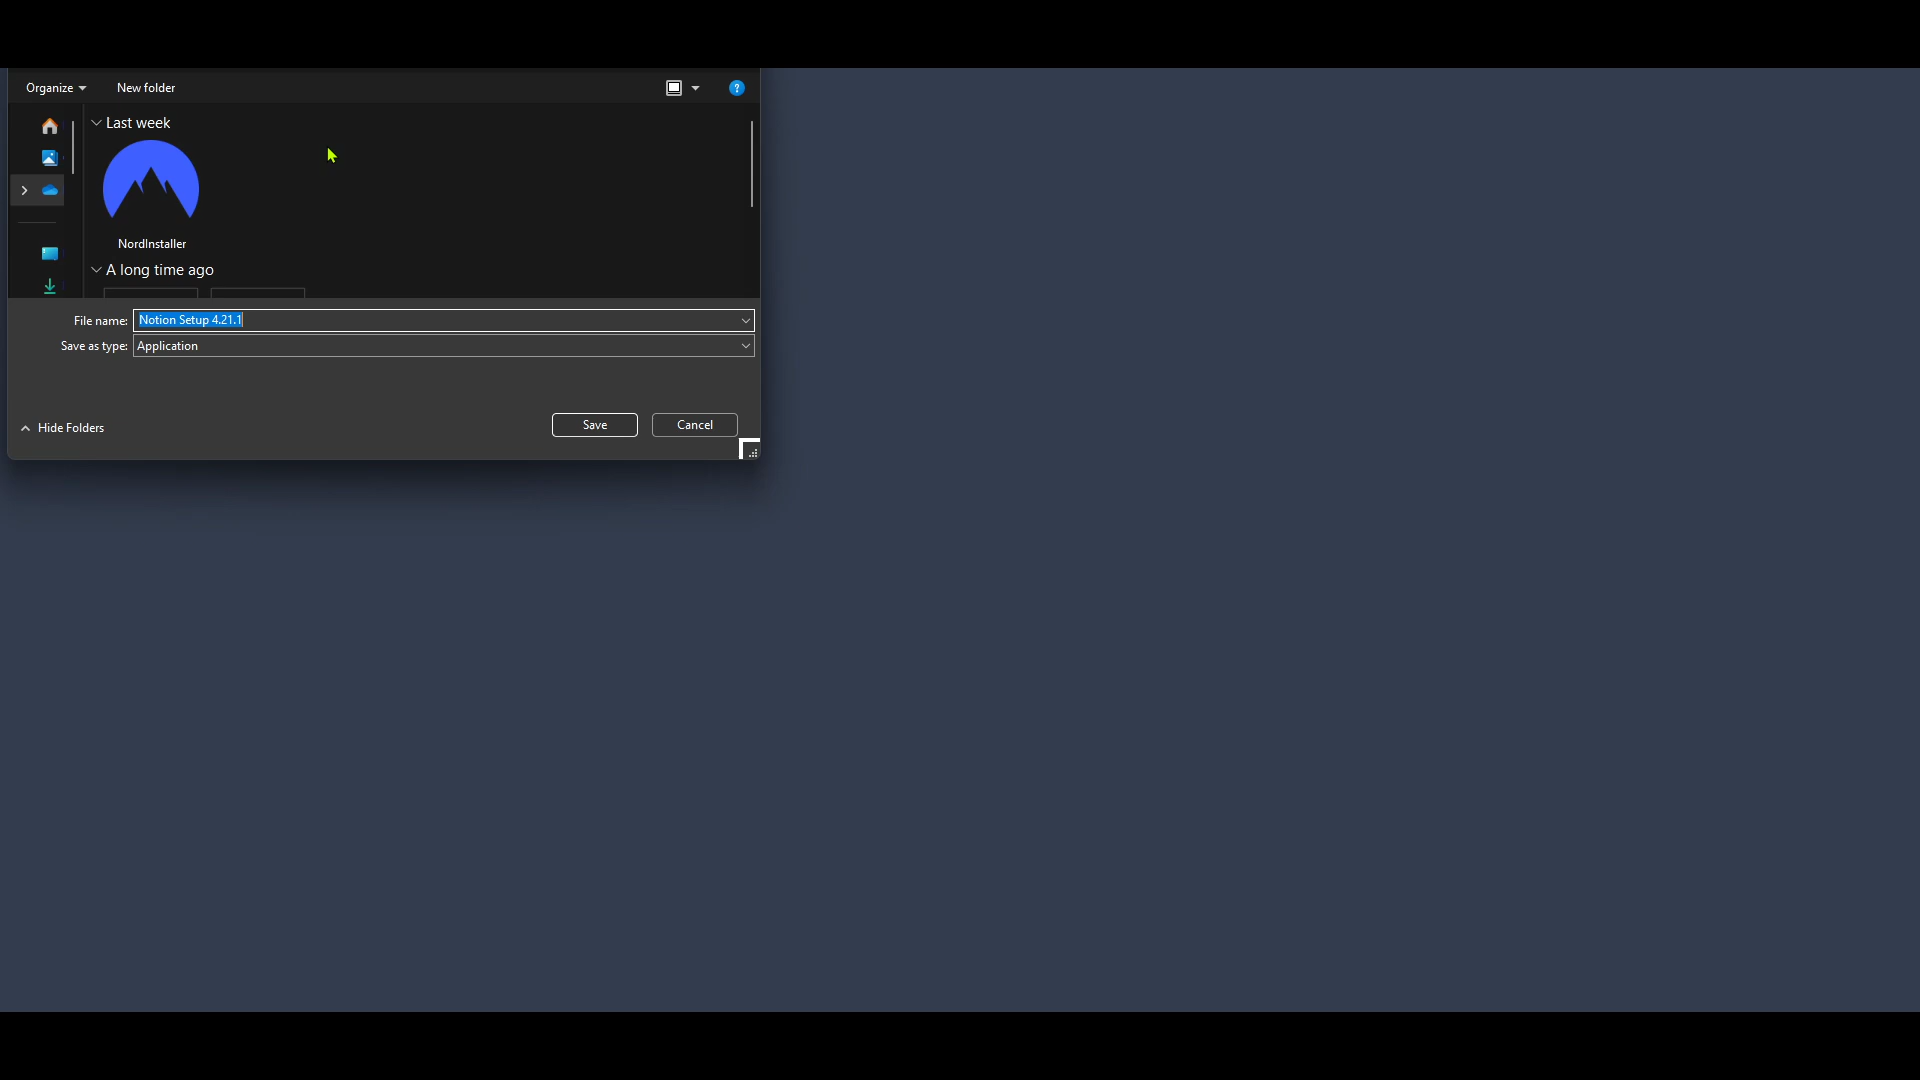 Organize
New folder
?
Last week
NordInstaller
A long time ago
File name: Notion Setup 4.21.1
Save as type: Application
Hide Folders
Save
Cancel